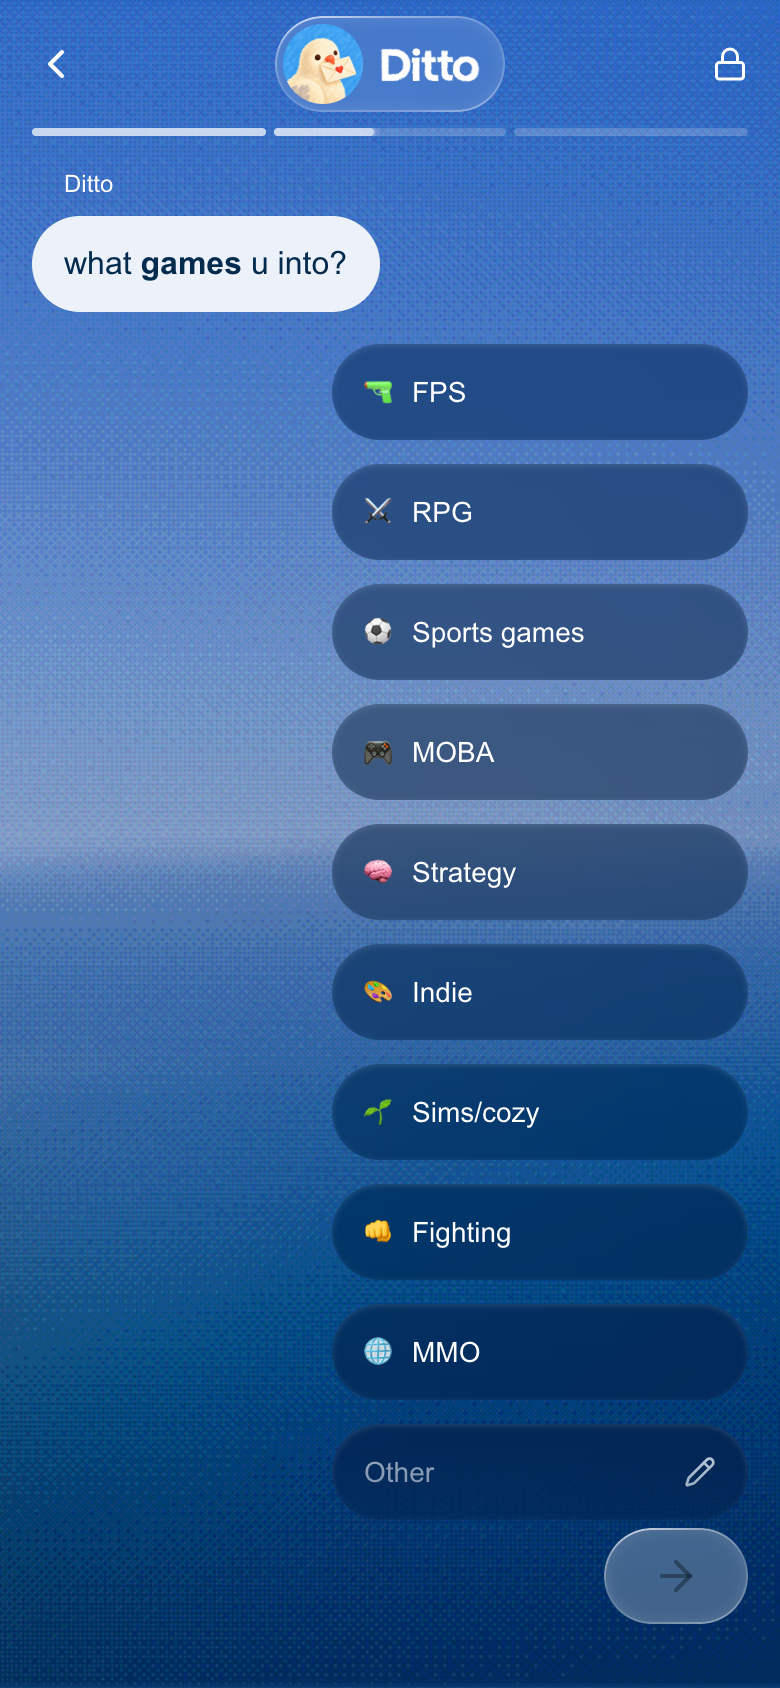 Ditto
Ditto
what games u into?
FPS
RPG
Sports games
MOBA
Strategy
Indie
Sims/cozy
Fighting
MMO
Other